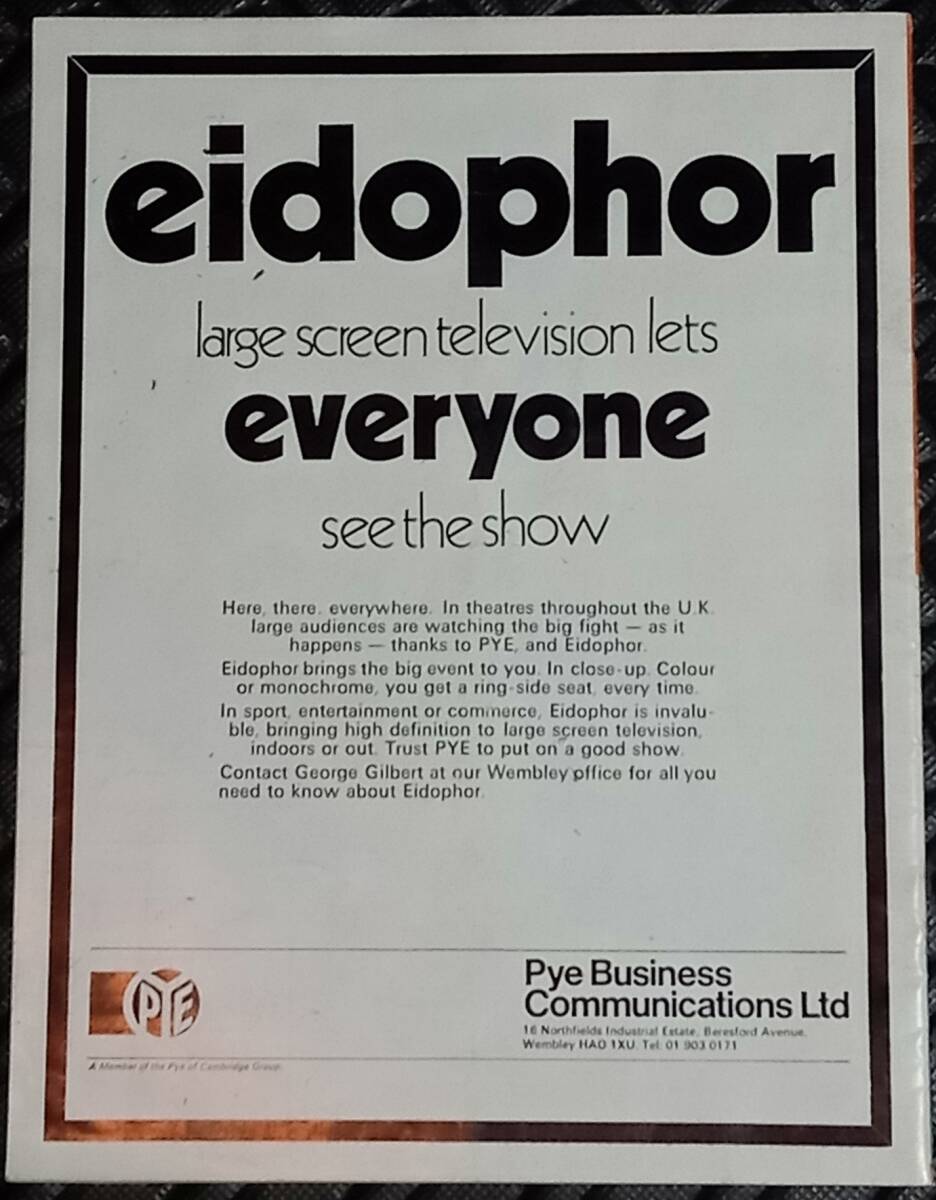 eidophor
large screen television lets
everyone
see the show
Here, there, everywhere. In theatres throughout the U.K.
large audiences are watching the big fight — as it
happens — thanks to PYE, and Eidophor.
Eidophor brings the big event to you. In close-up. Colour
or monochrome, you get a ring-side seat, every time.
In sport, entertainment or commerce, Eidophor is invalu-
ble, bringing high definition to large screen television,
indoors or out. Trust PYE to put on a good show.
Contact George Gilbert at our Wembley office for all you
need to know about Eidophor.
PYE
Pye Business
Communications Ltd
16 Northfields Industrial Estate, Beresford Avenue,
Wembley HAO 1XU. Tel: 01 903 0171
A Member of the Pye of Cambridge Group.